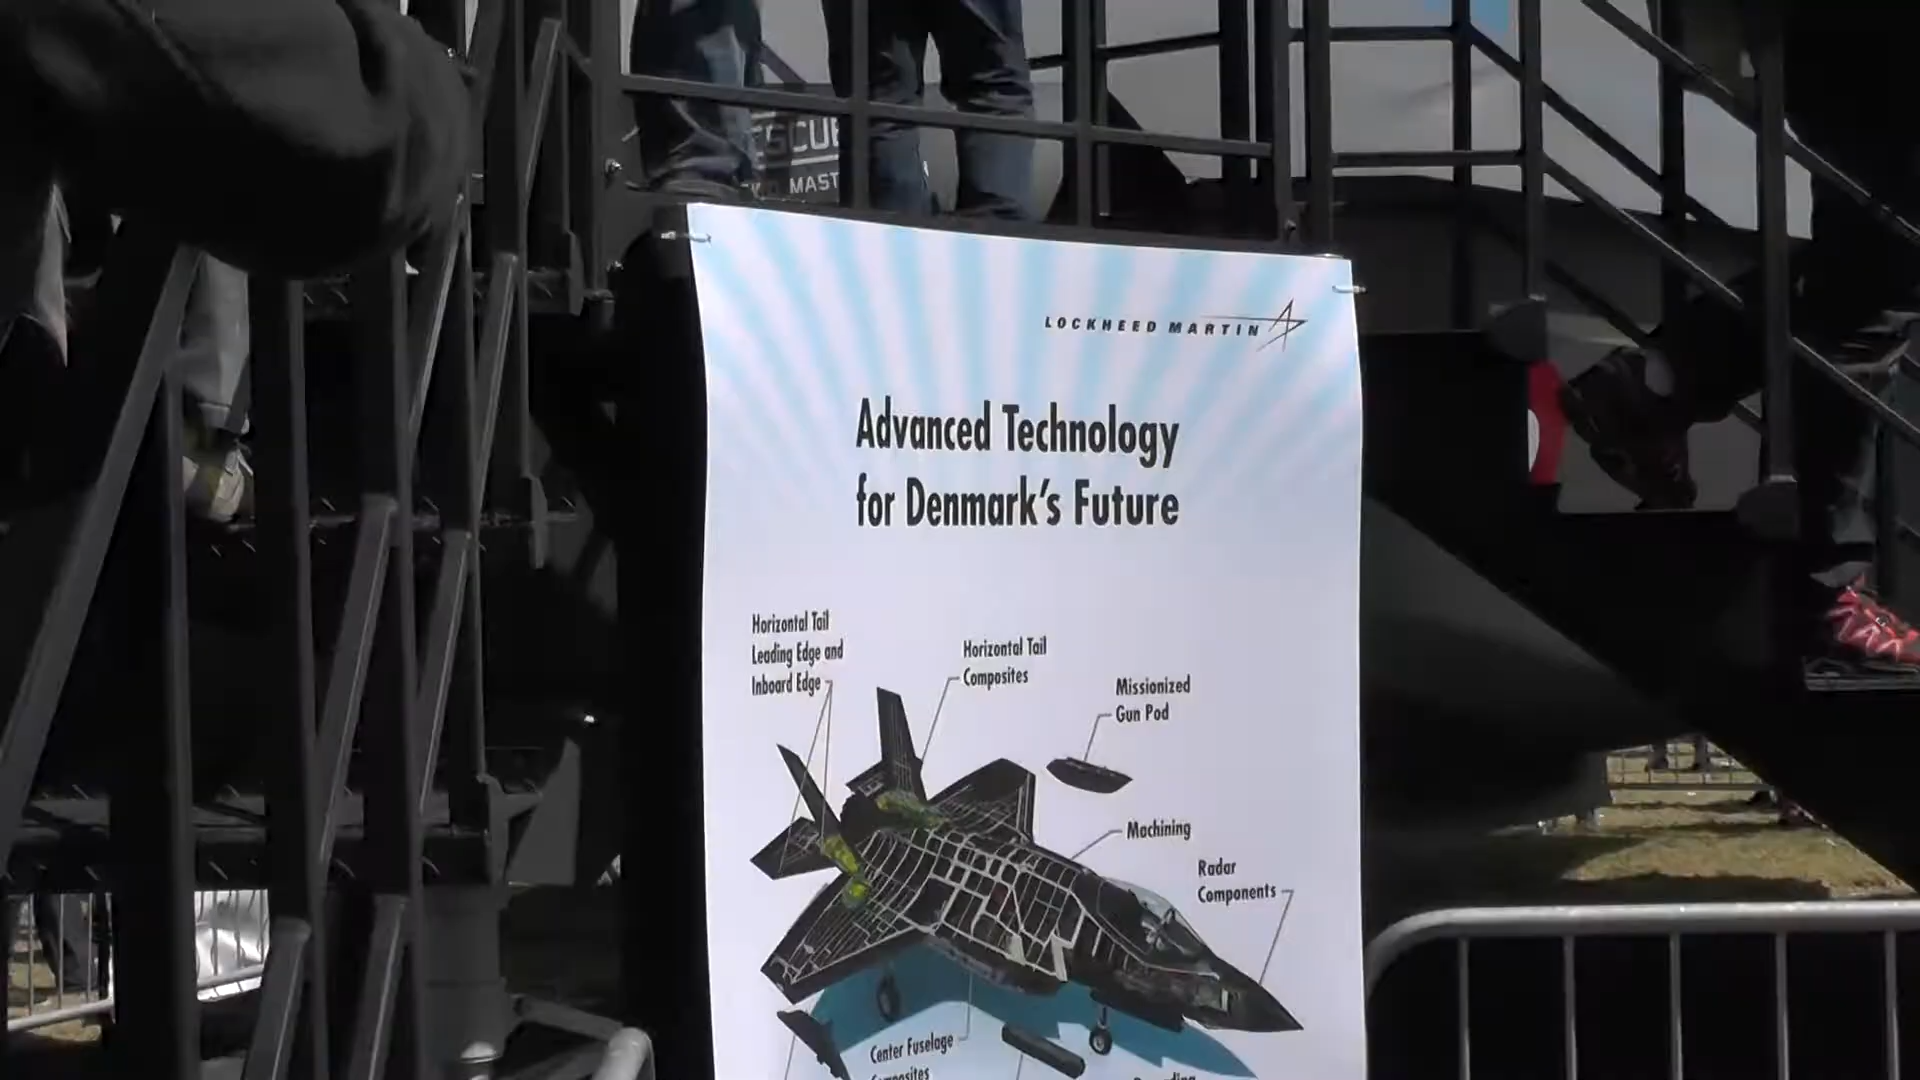 MAST
LOCKHEED MARTIN
Advanced Technology
for Denmark's Future
Horizontal Tail
Leading Edge and
Inboard Edge
Horizontal Tail
Composites
Missionized
Gun Pod
Machining
Radar
Components
Center Fuselage